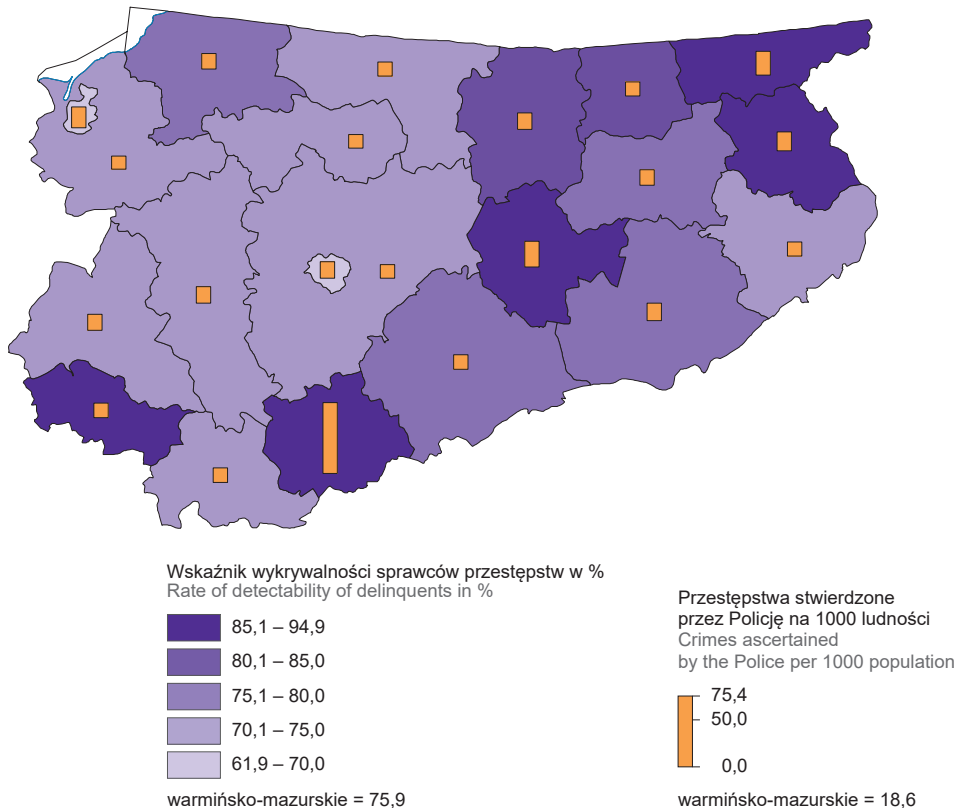 Wskaźnik wykrywalności sprawców przestępstw w %
Rate of detectability of delinquents in %
85,1 – 94,9
80,1 – 85,0
75,1 – 80,0
70,1 – 75,0
61,9 – 70,0
warmińsko-mazurskie = 75,9
Przestępstwa stwierdzone
przez Policję na 1000 ludności
Crimes ascertained
by the Police per 1000 population
75,4
50,0
0,0
warmińsko-mazurskie = 18,6